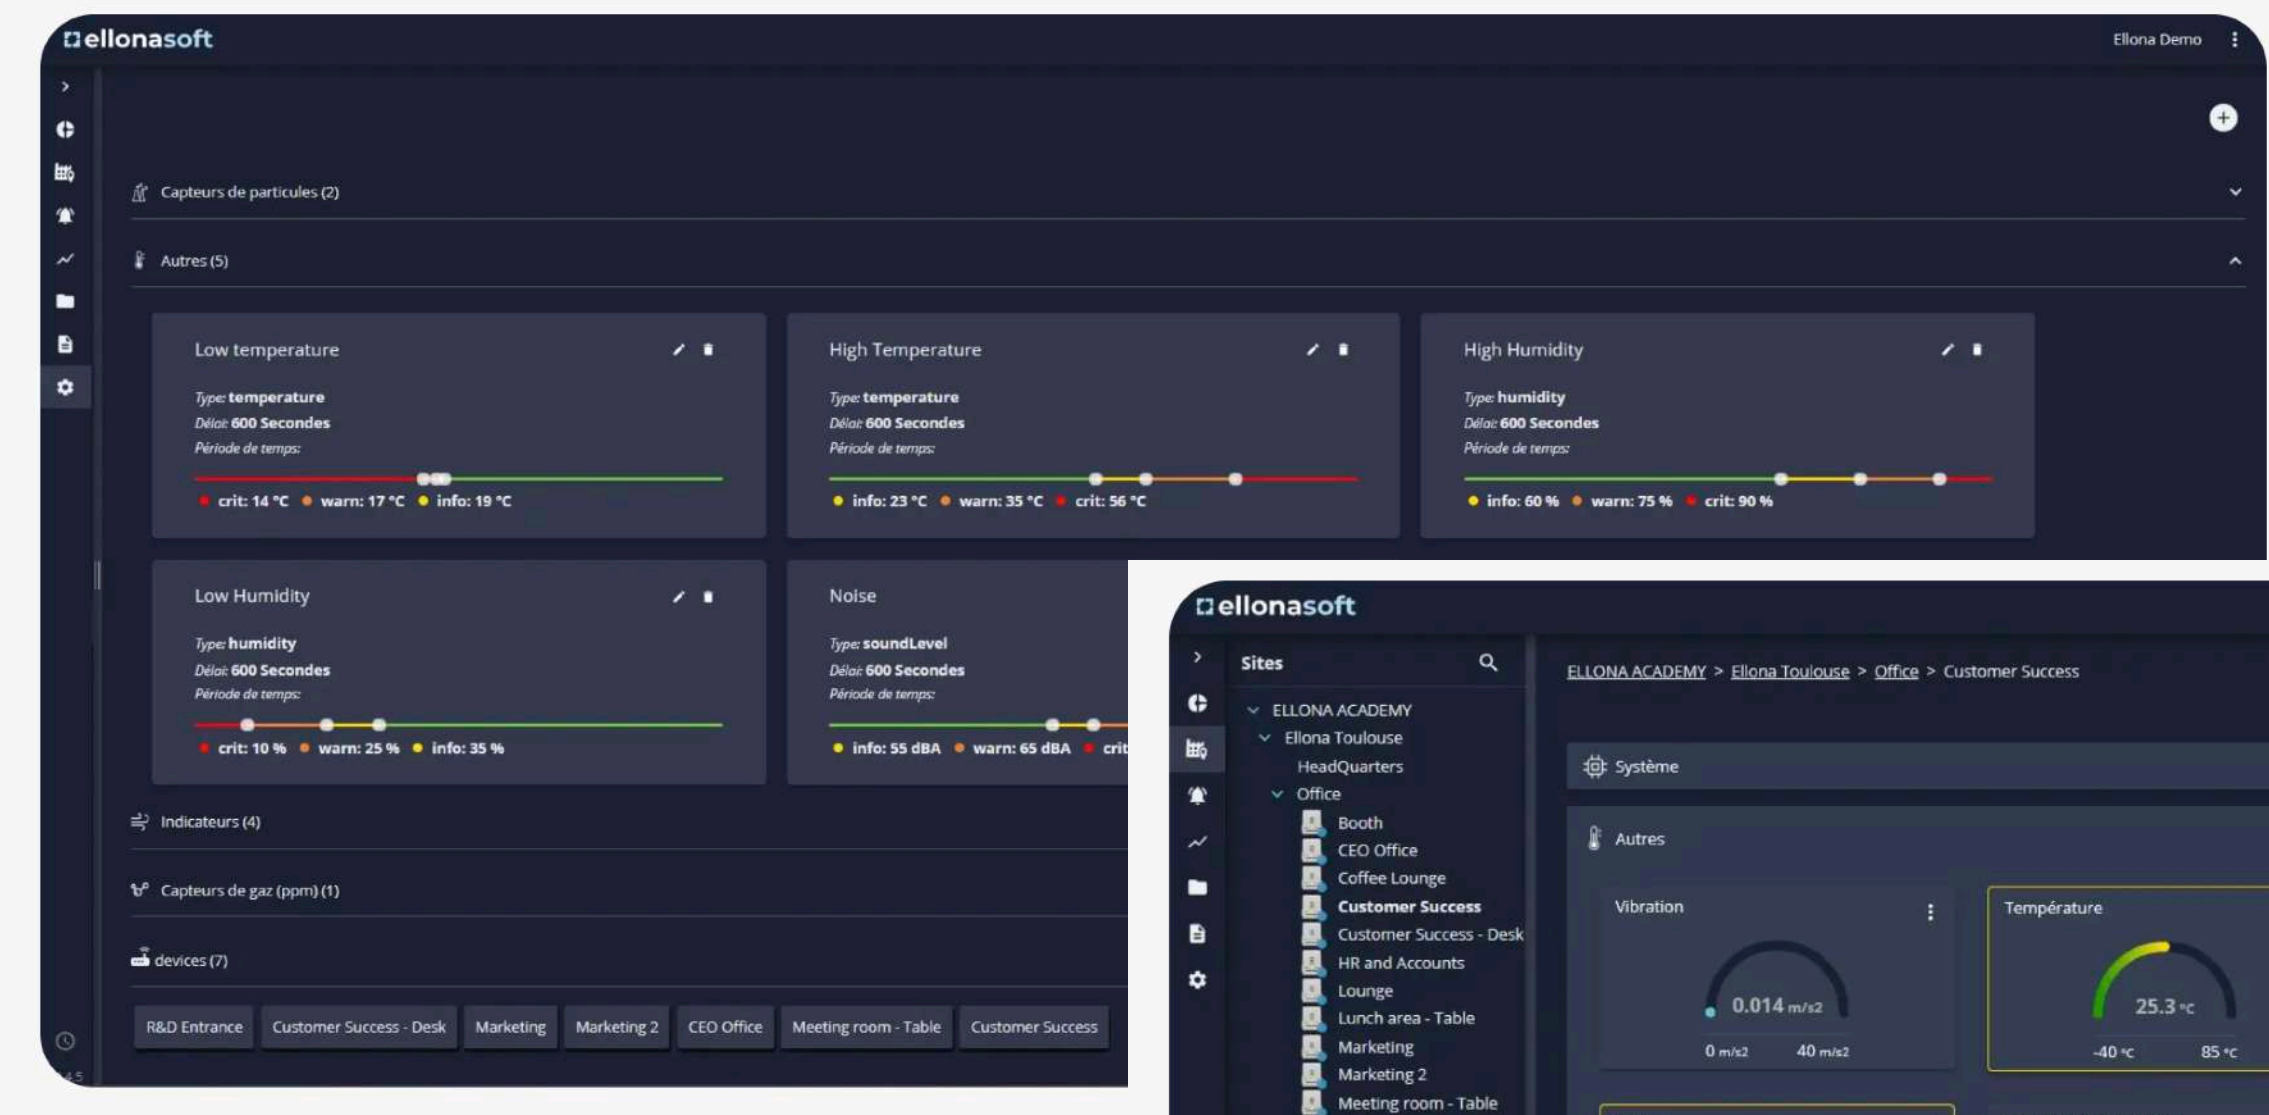 ellonasoft
Ellona Demo
Capteurs de particules (2)
Autres (5)
Low temperature
Type: temperature
Délai: 600 Secondes
Période de temps:
crit: 14 °C warn: 17 °C info: 19 °C
High Temperature
Type: temperature
Délai: 600 Secondes
Période de temps:
info: 23 °C warn: 35 °C crit: 56 °C
High Humidity
Type: humidity
Délai: 600 Secondes
Période de temps:
info: 60 % warn: 75 % crit: 90 %
Low Humidity
Type: humidity
Délai: 600 Secondes
Période de temps:
crit: 10 % warn: 25 % info: 35 %
Noise
Type: soundLevel
Délai: 600 Secondes
Période de temps:
info: 55 dBA warn: 65 dBA crit
Indicateurs (4)
Capteurs de gaz (ppm) (1)
devices (7)
R&D Entrance Customer Success - Desk Marketing Marketing 2 CEO Office Meeting room - Table Customer Success
ellonasoft
Sites
ELLONA ACADEMY
Ellona Toulouse
HeadQuarters
Office
Booth
CEO Office
Coffee Lounge
Customer Success
Customer Success - Desk
HR and Accounts
Lounge
Lunch area - Table
Marketing
Marketing 2
Meeting room - Table
ELLONA ACADEMY > Ellona Toulouse > Office > Customer Success
Système
Autres
Vibration
0.014 m/s2
0 m/s2 40 m/s2
Température
25.3 °C
-40 °C 85 °C